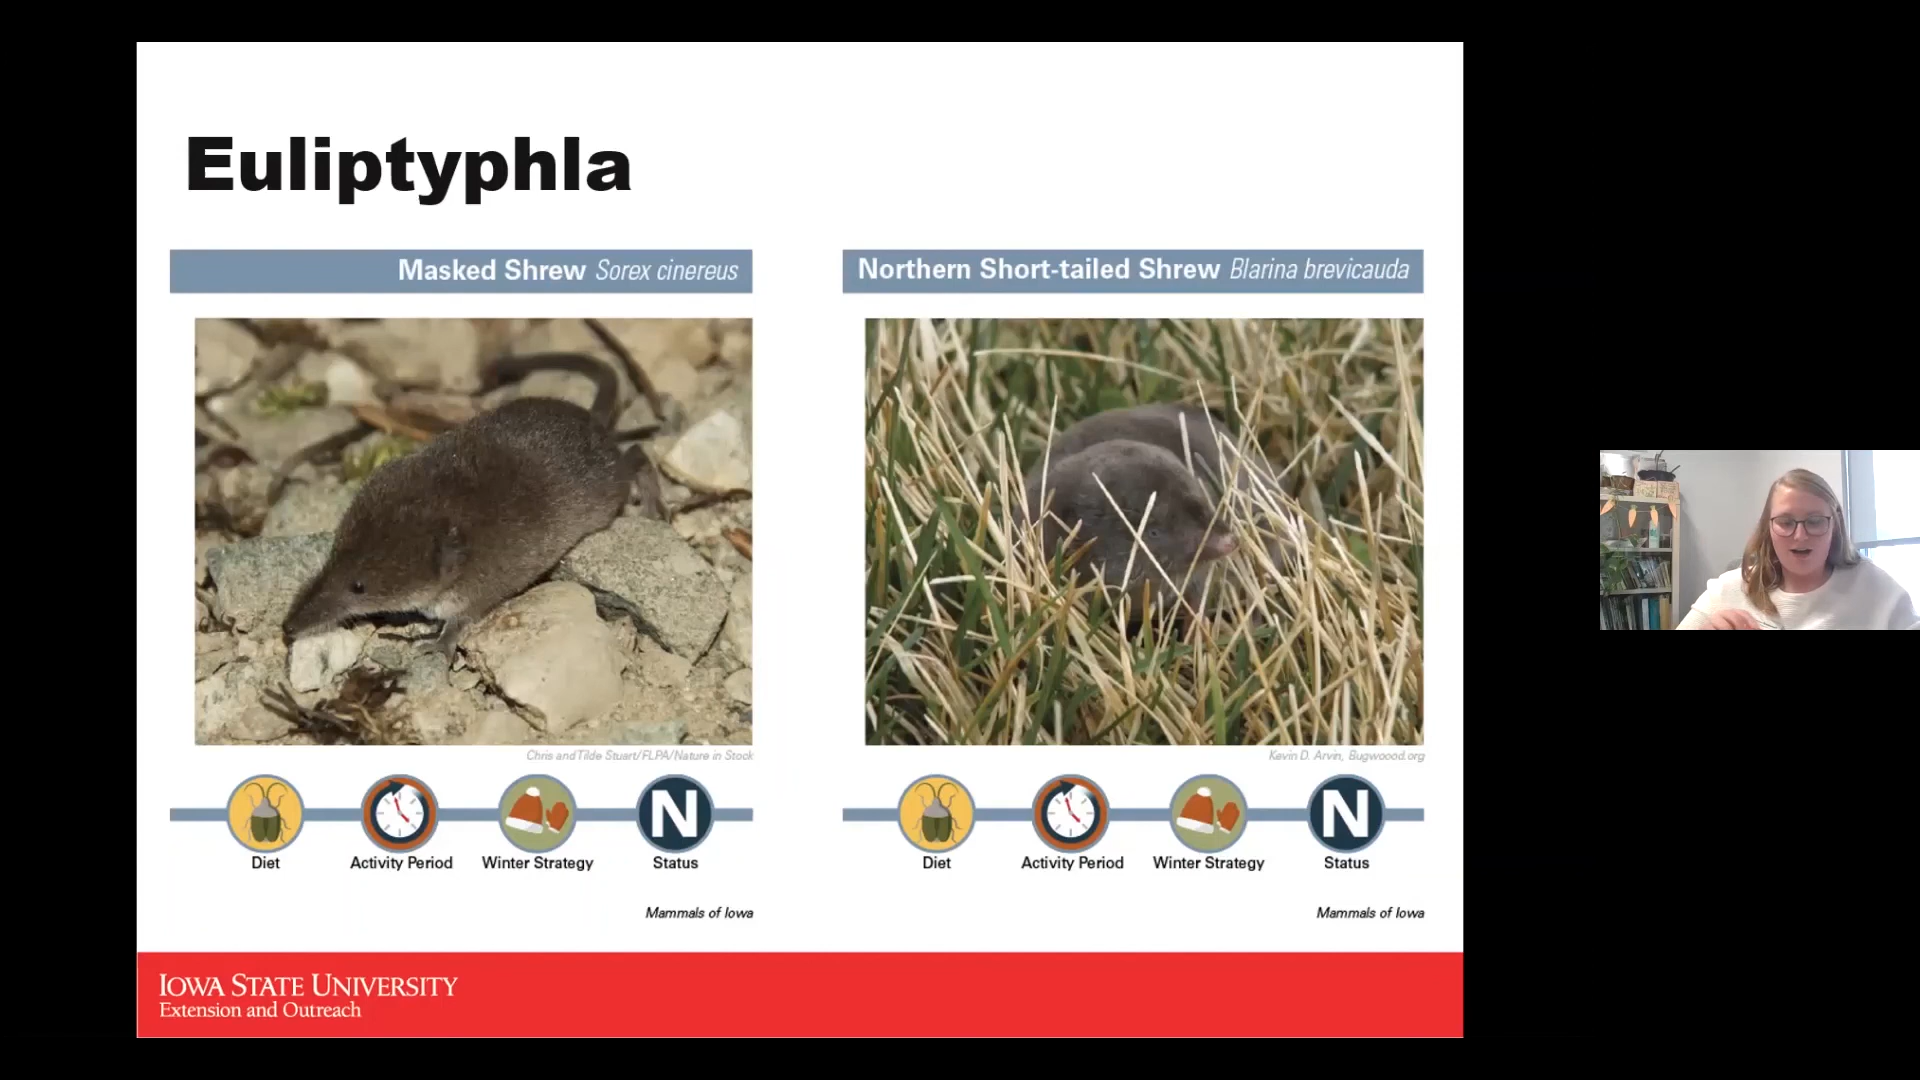 Euliptyphla
Masked Shrew Sorex cinereus
Northern Short-tailed Shrew Blarina brevicauda
Chris and Tilde Stuart/FLPA/Nature in Stock
Kevin D. Arvin, Bugwoood.org
N
N
Diet Activity Period Winter Strategy Status
Diet Activity Period Winter Strategy Status
Mammals of Iowa
Mammals of Iowa
IOWA STATE UNIVERSITY
Extension and Outreach